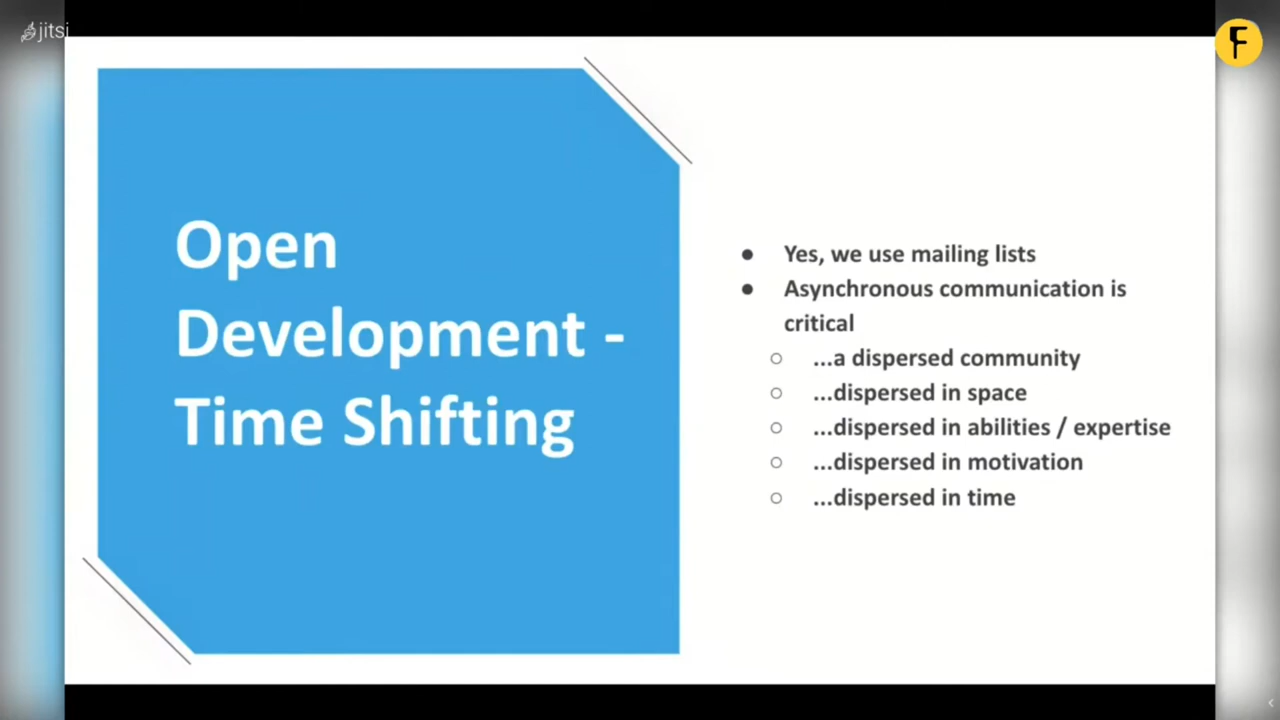 jitsi
F
Open
Development -
Time Shifting
● Yes, we use mailing lists
● Asynchronous communication is
critical
○ ...a dispersed community
○ ...dispersed in space
○ ...dispersed in abilities / expertise
○ ...dispersed in motivation
○ ...dispersed in time